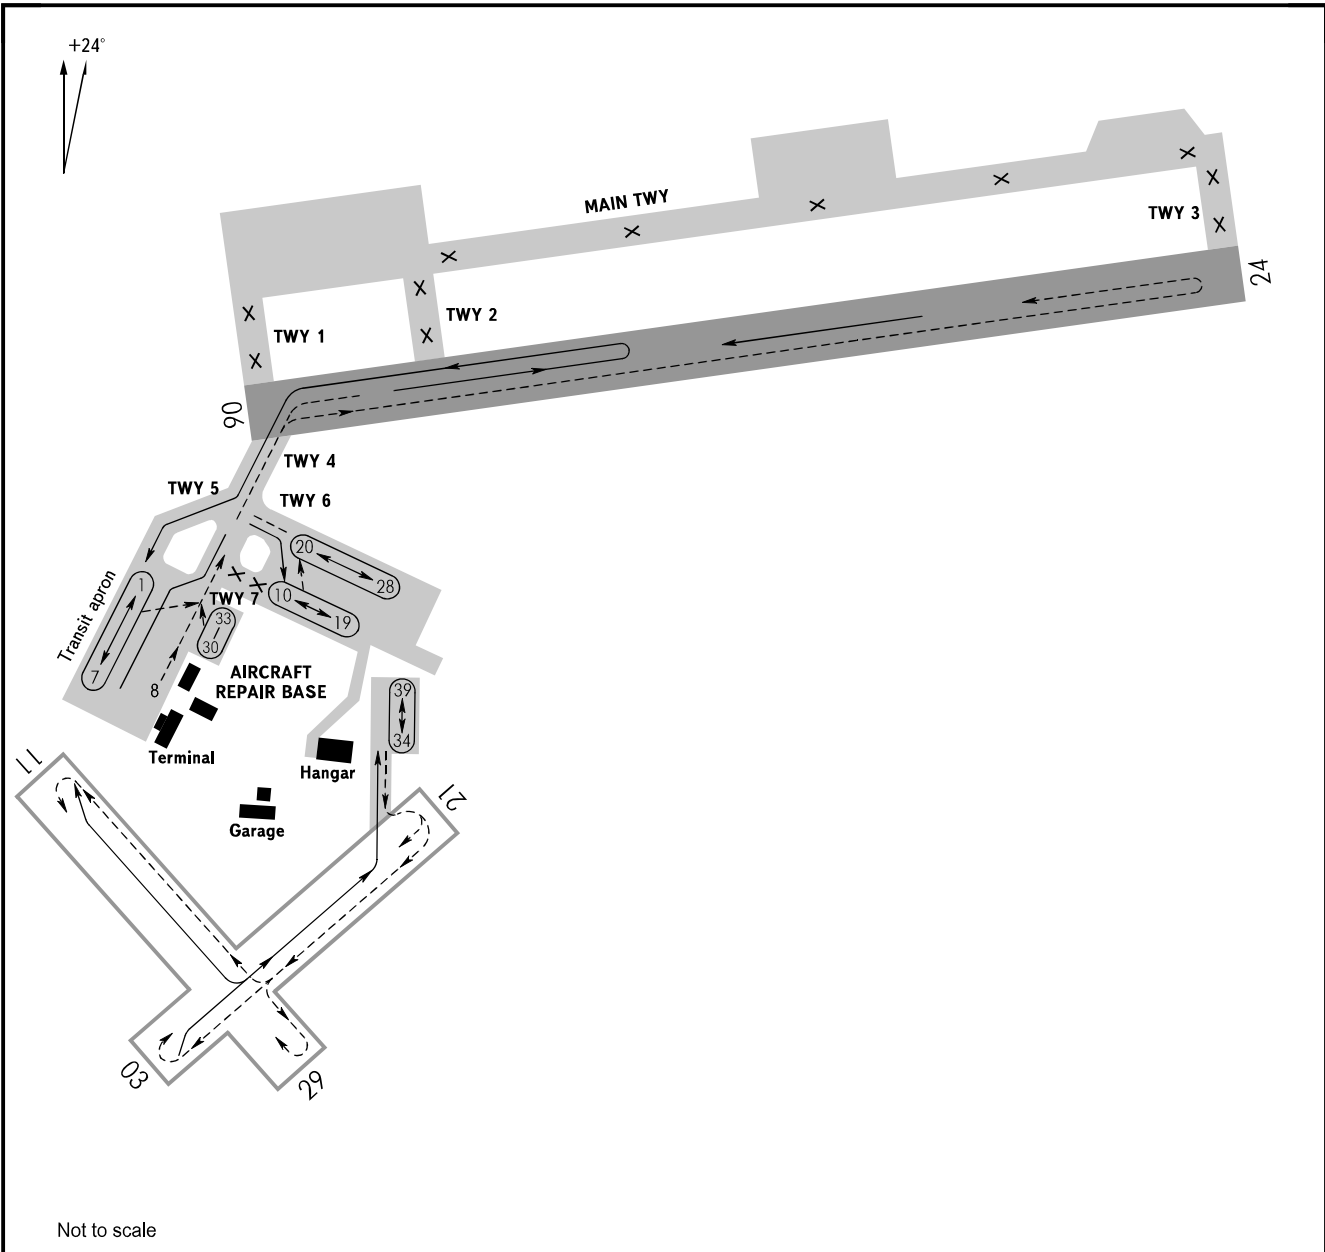 +24°
MAIN TWY
TWY 3
24
TWY 2
TWY 1
06
TWY 4
TWY 5
TWY 6
20
28
1
10
TWY 7
19
33
30
Transit apron
7
8
AIRCRAFT
REPAIR BASE
39
34
Terminal
Hangar
11
21
Garage
03
29
Not to scale